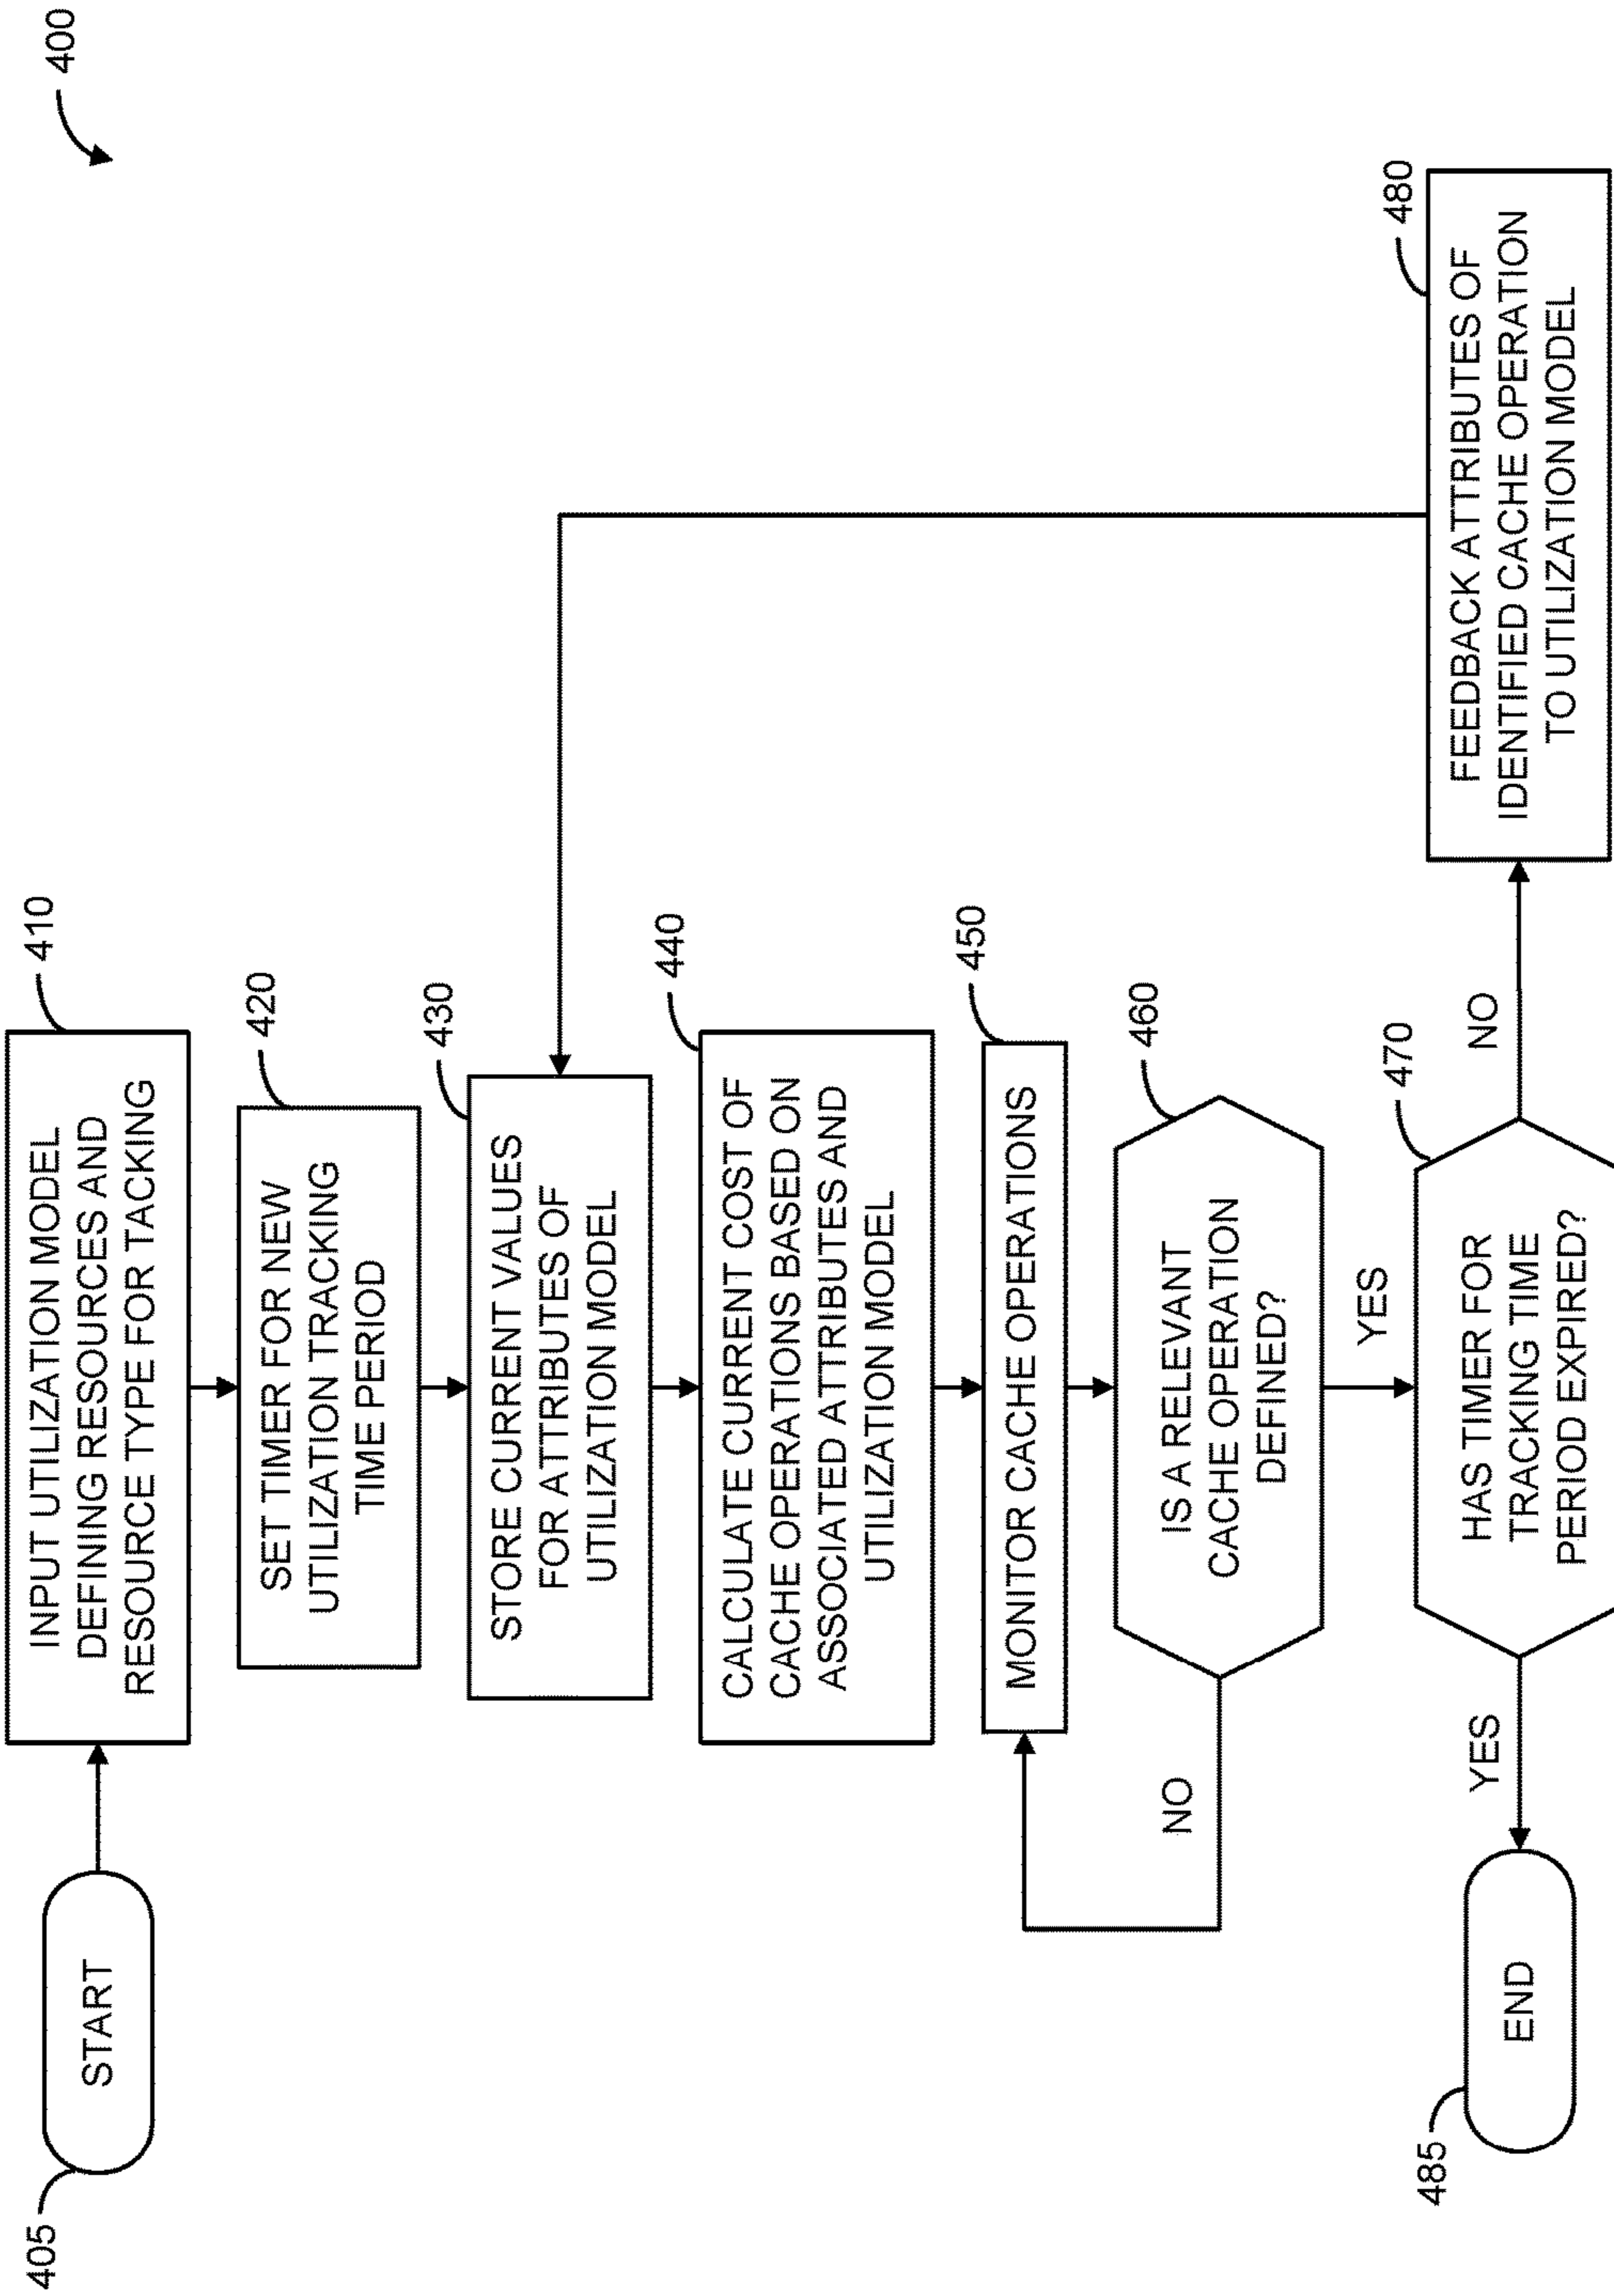 400
405
START
410
INPUT UTILIZATION MODEL
DEFINING RESOURCES AND
RESOURCE TYPE FOR TACKING
420
SET TIMER FOR NEW
UTILIZATION TRACKING
TIME PERIOD
430
STORE CURRENT VALUES
FOR ATTRIBUTES OF
UTILIZATION MODEL
440
CALCULATE CURRENT COST OF
CACHE OPERATIONS BASED ON
ASSOCIATED ATTRIBUTES AND
UTILIZATION MODEL
450
MONITOR CACHE OPERATIONS
460
IS A RELEVANT
CACHE OPERATION
DEFINED?
NO
YES
470
HAS TIMER FOR
TRACKING TIME
PERIOD EXPIRED?
NO
480
FEEDBACK ATTRIBUTES OF
IDENTIFIED CACHE OPERATION
TO UTILIZATION MODEL
YES
485
END